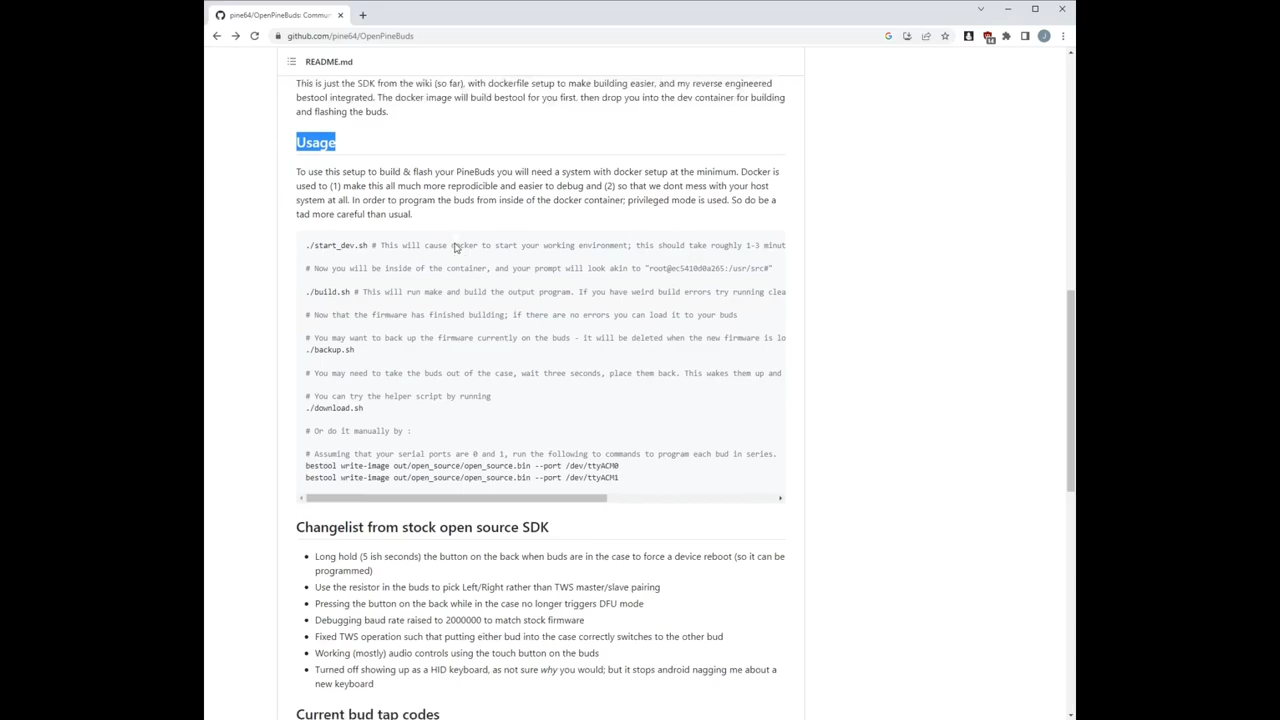 pine64/OpenPineBuds: Commun
github.com/pine64/OpenPineBuds
14
J
README.md
This is just the SDK from the wiki (so far), with dockerfile setup to make building easier, and my reverse engineered
bestool integrated. The docker image will build bestool for you first, then drop you into the dev container for building
and flashing the buds.
Usage
To use this setup to build & flash your PineBuds you will need a system with docker setup at the minimum. Docker is
used to (1) make this all much more reprodicible and easier to debug and (2) so that we dont mess with your host
system at all. In order to program the buds from inside of the docker container; privileged mode is used. So do be a
tad more careful than usual.
./start_dev.sh # This will cause docker to start your working environment; this should take roughly 1-3 minut
# Now you will be inside of the container, and your prompt will look akin to "root@ec5410d0a265:/usr/src#"
./build.sh # This will run make and build the output program. If you have weird build errors try running clea
# Now that the firmware has finished building; if there are no errors you can load it to your buds
# You may want to back up the firmware currently on the buds - it will be deleted when the new firmware is lo
./backup.sh
# You may need to take the buds out of the case, wait three seconds, place them back. This wakes them up and
# You can try the helper script by running
./download.sh
# Or do it manually by :
# Assuming that your serial ports are 0 and 1, run the following to commands to program each bud in series.
bestool write-image out/open_source/open_source.bin --port /dev/ttyACM0
bestool write-image out/open_source/open_source.bin --port /dev/ttyACM1
Changelist from stock open source SDK
• Long hold (5 ish seconds) the button on the back when buds are in the case to force a device reboot (so it can be
programmed)
• Use the resistor in the buds to pick Left/Right rather than TWS master/slave pairing
• Pressing the button on the back while in the case no longer triggers DFU mode
• Debugging baud rate raised to 2000000 to match stock firmware
• Fixed TWS operation such that putting either bud into the case correctly switches to the other bud
• Working (mostly) audio controls using the touch button on the buds
• Turned off showing up as a HID keyboard, as not sure why you would; but it stops android nagging me about a
new keyboard
Current bud tap codes